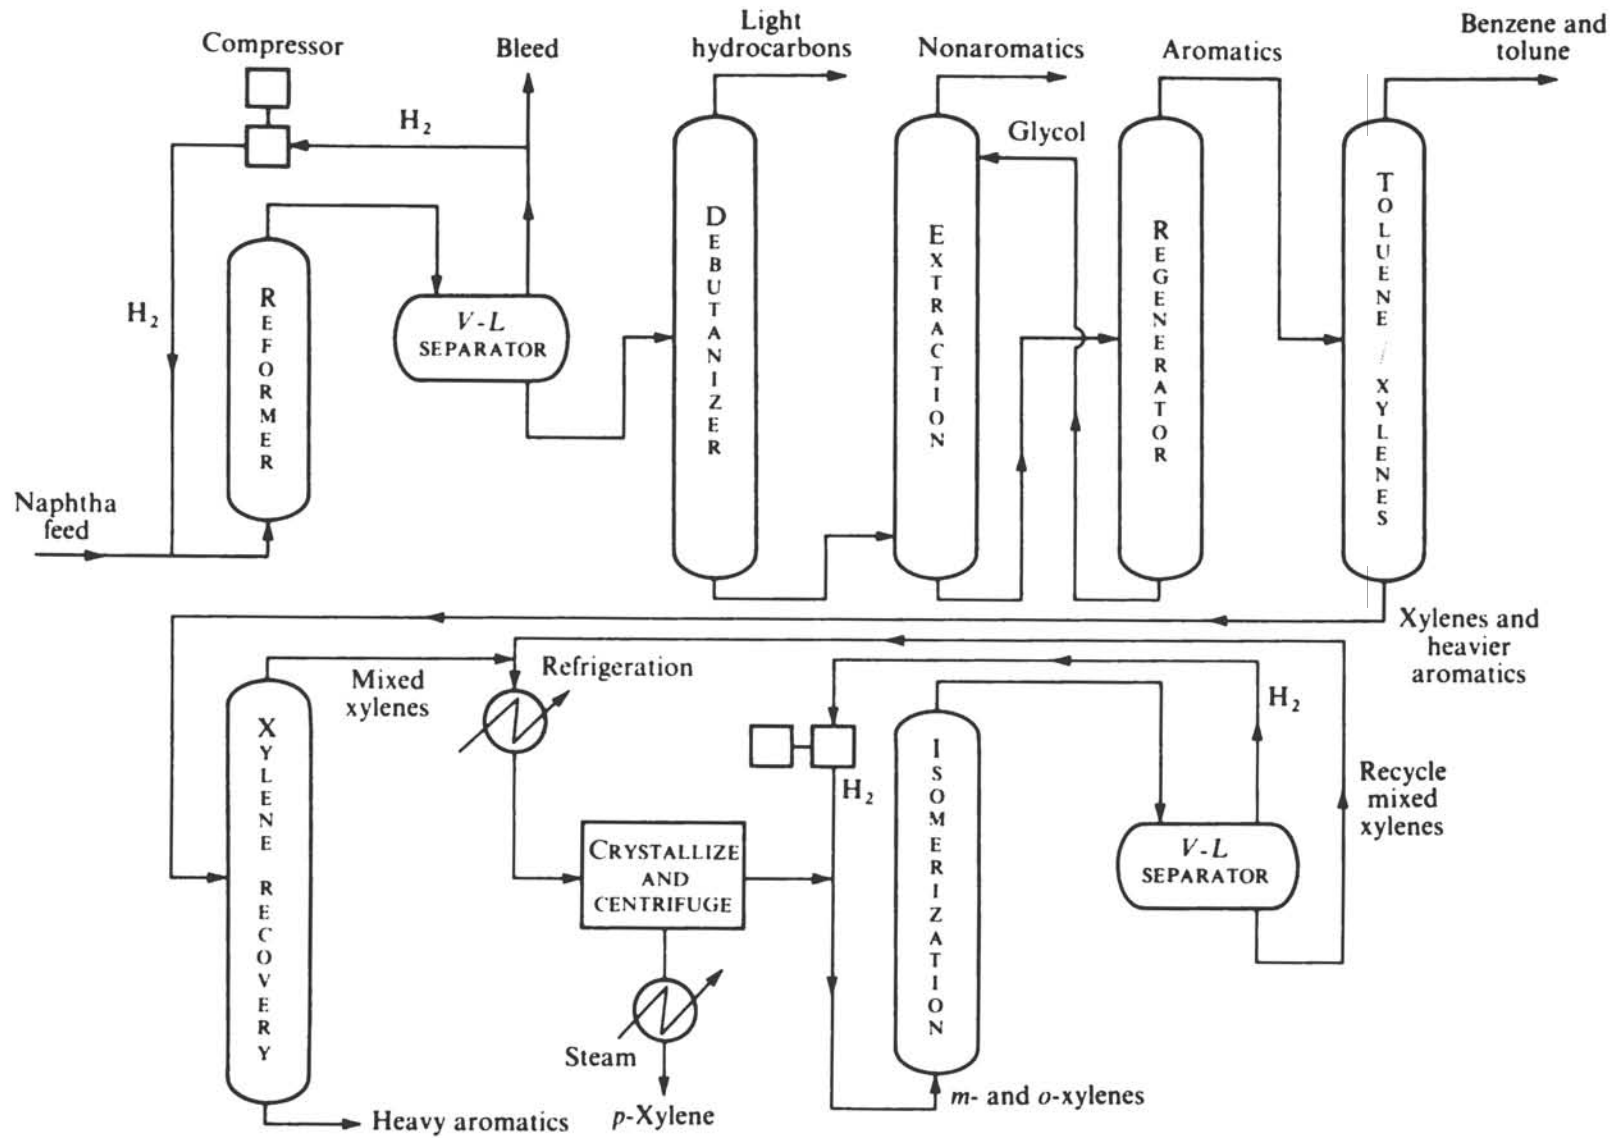 Compressor
Bleed
Light
hydrocarbons
Nonaromatics
Aromatics
Benzene and
tolune
H2
Glycol
H2
REFORMER
V-L
SEPARATOR
DEBUTANIZER
EXTRACTION
REGENERATOR
TOLUENE / XYLENES
Naphtha
feed
Xylenes and
heavier
aromatics
Mixed
xylenes
Refrigeration
H2
H2
Recycle
mixed
xylenes
XYLENE RECOVERY
CRYSTALLIZE
AND
CENTRIFUGE
ISOMERIZATION
V-L
SEPARATOR
Steam
p-Xylene
m- and o-xylenes
Heavy aromatics